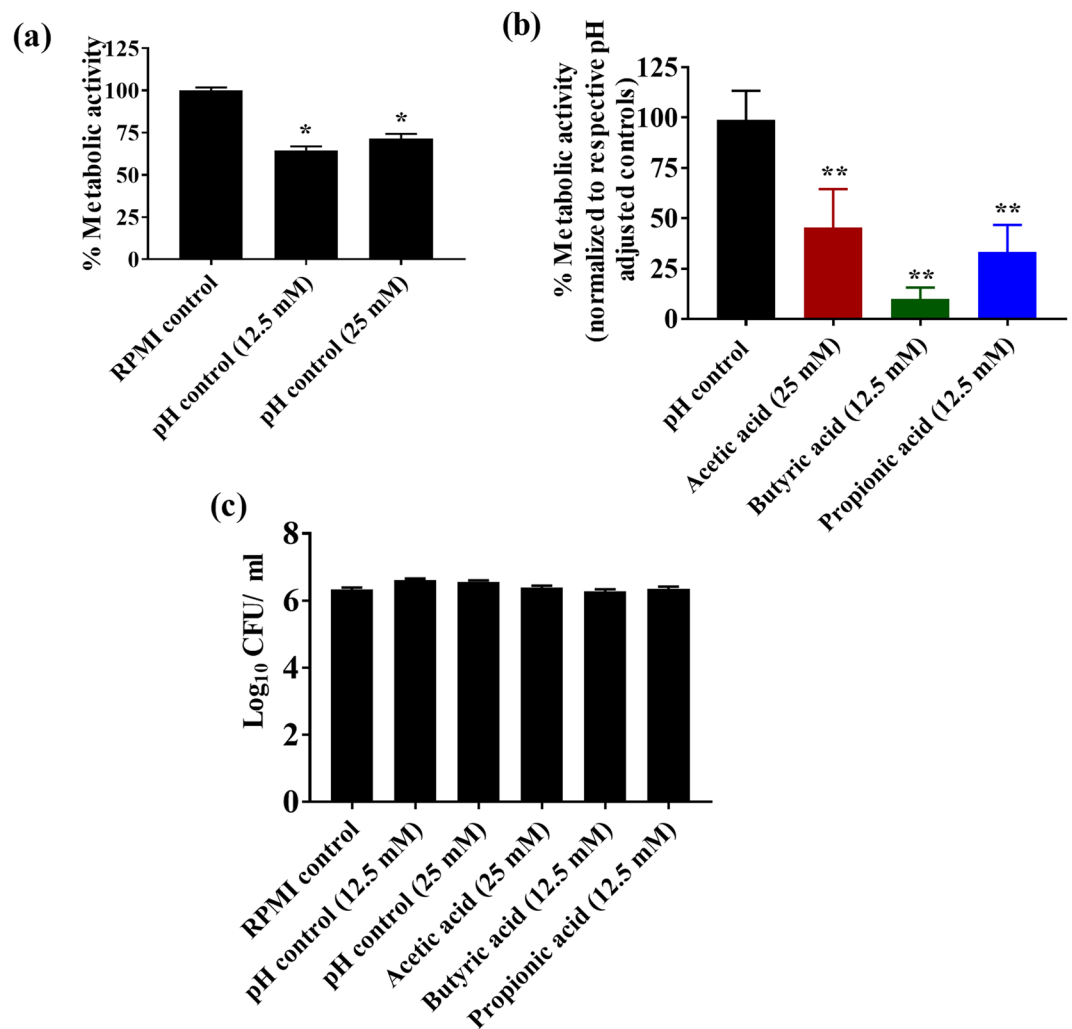 (a)
% Metabolic activity
125
100
75
50
25
0
*
*
RPMI control
pH control (12.5 mM)
pH control (25 mM)
(b)
% Metabolic activity
(normalized to respective pH
adjusted controls)
125
100
75
50
25
0
**
**
**
pH control
Acetic acid (25 mM)
Butyric acid (12.5 mM)
Propionic acid (12.5 mM)
(c)
Log₁₀ CFU/ ml
8
6
4
2
0
RPMI control
pH control (12.5 mM)
pH control (25 mM)
Acetic acid (25 mM)
Butyric acid (12.5 mM)
Propionic acid (12.5 mM)